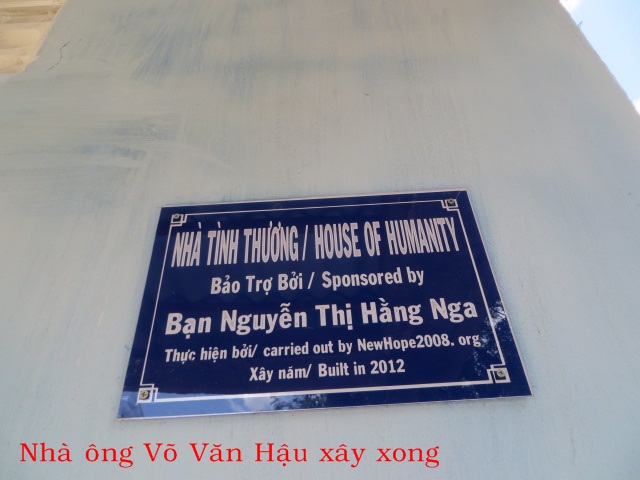 NHÀ TÌNH THƯƠNG / HOUSE OF HUMANITY
Bảo Trợ Bởi / Sponsored by
Bạn Nguyễn Thị Hằng Nga
Thực hiện bởi/ carried out by NewHope2008. org
Xây năm/ Built in 2012
Nhà ông Võ Văn Hậu xây xong